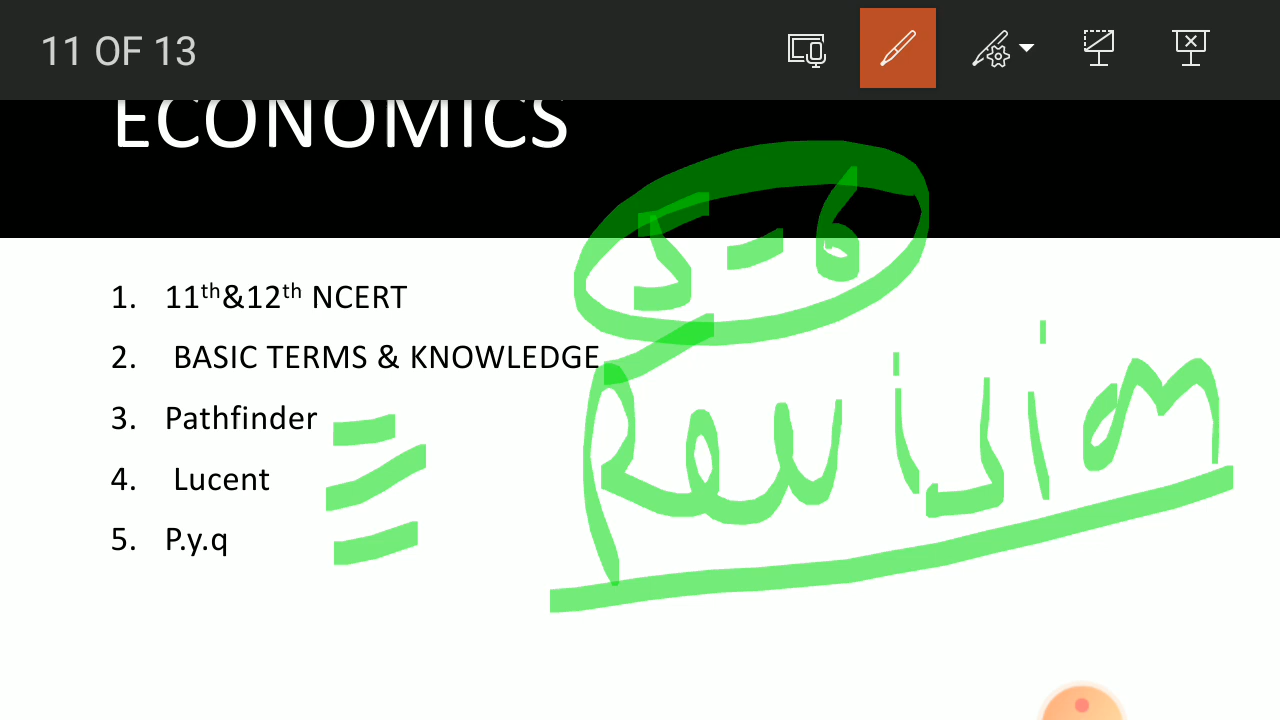 11 OF 13
ECONOMICS
5-6
1. 11th&12th NCERT
2. BASIC TERMS & KNOWLEDGE
3. Pathfinder
4. Lucent
5. P.y.q
Revision